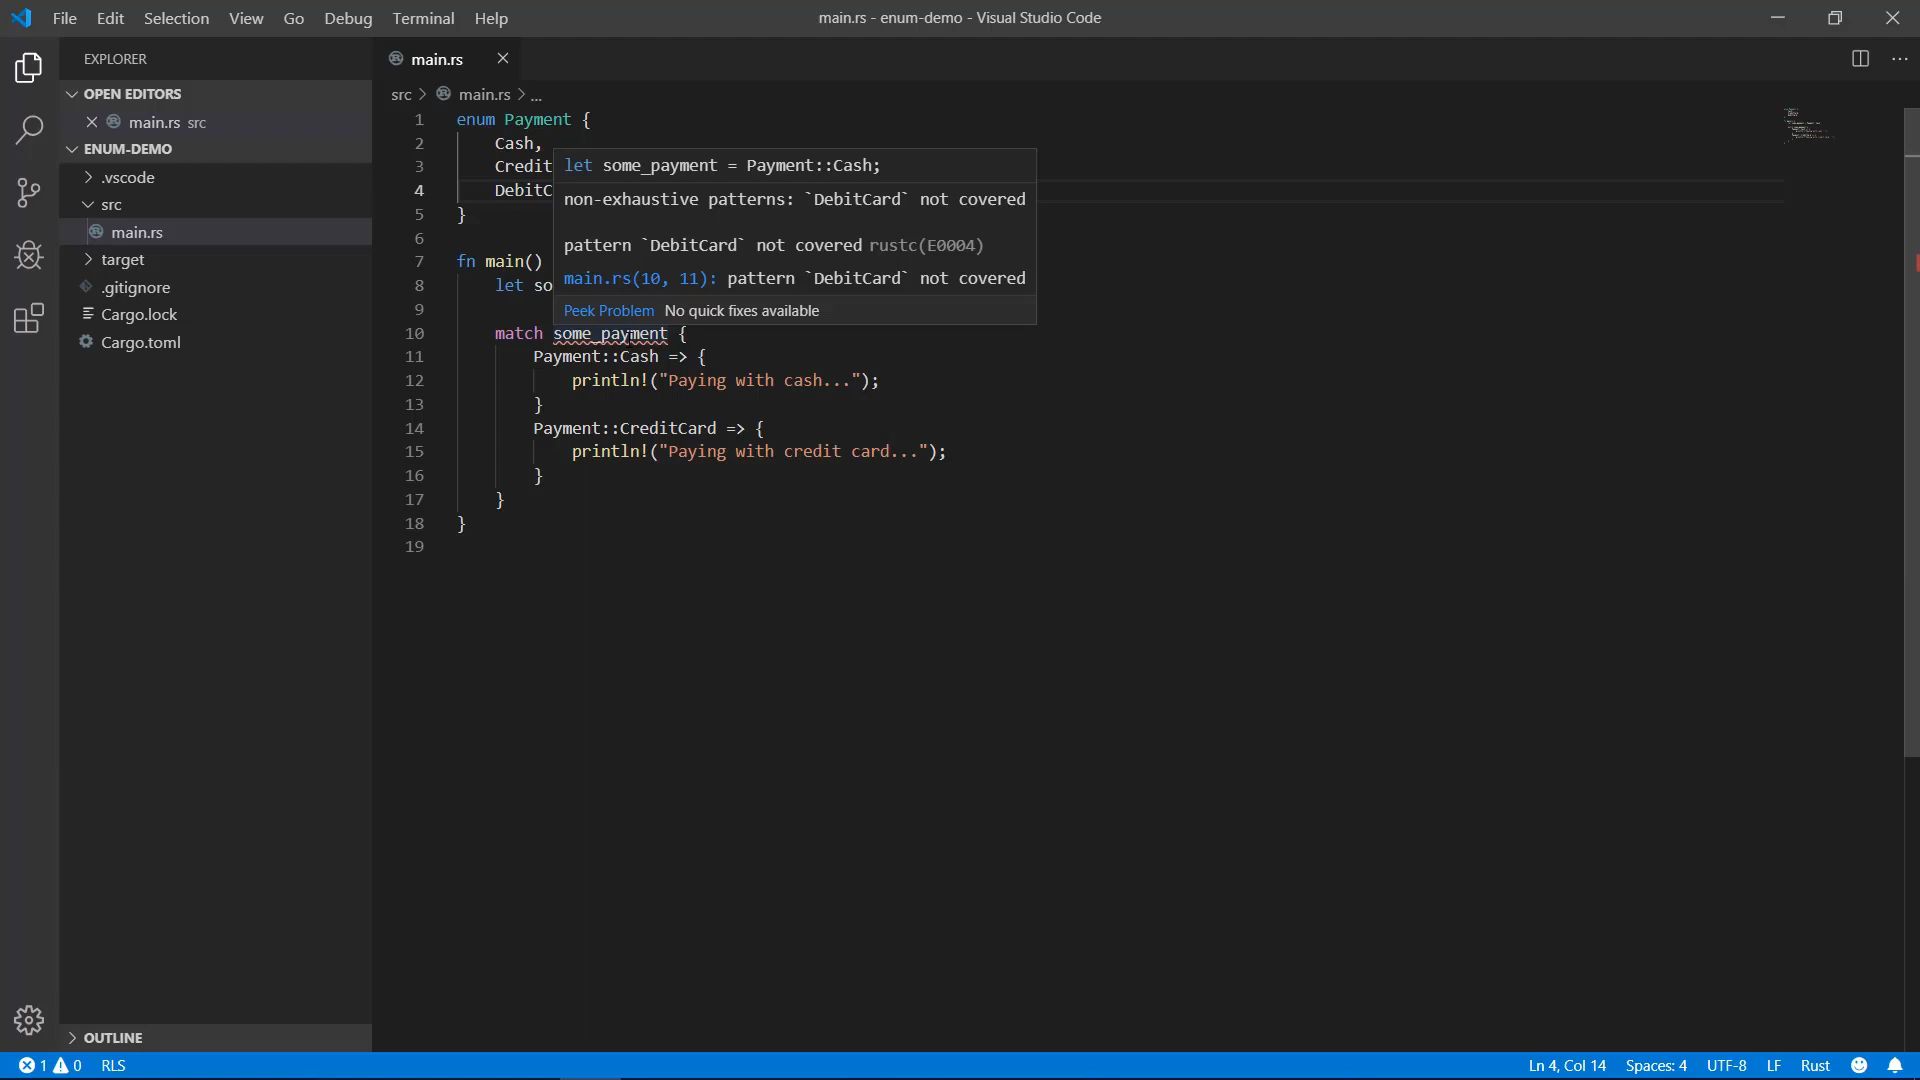 File Edit Selection View Go Debug Terminal Help
main.rs - enum-demo - Visual Studio Code
EXPLORER
OPEN EDITORS
main.rs src
ENUM-DEMO
.vscode
src
main.rs
target
.gitignore
Cargo.lock
Cargo.toml
OUTLINE
main.rs
src > main.rs > ...
1 enum Payment {
2 Cash,
3 Credit
4 DebitC
5 }
6
7 fn main()
8 let so
9
let some_payment = Payment::Cash;
non-exhaustive patterns: `DebitCard` not covered
pattern `DebitCard` not covered rustc(E0004)
main.rs(10, 11): pattern `DebitCard` not covered
Peek Problem No quick fixes available
10 match some_payment {
11 Payment::Cash => {
12 println!("Paying with cash...");
13 }
14 Payment::CreditCard => {
15 println!("Paying with credit card...");
16 }
17 }
18 }
19
1 0 RLS
Ln 4, Col 14 Spaces: 4 UTF-8 LF Rust